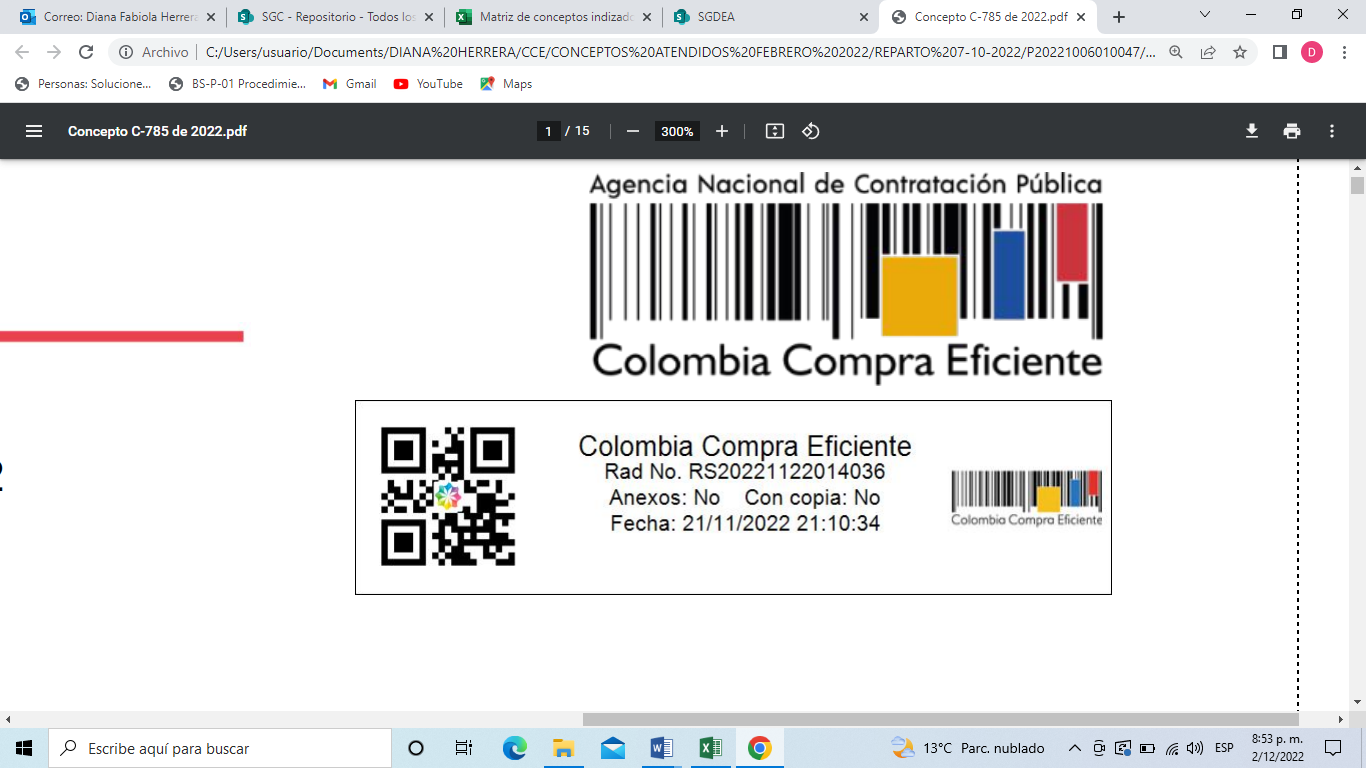 Correo: Diana Fabiola Herrera
SGC - Repositorio - Todos los
Matriz de conceptos indizado
SGDEA
Concepto C-785 de 2022.pdf
Archivo
C:/Users/usuario/Documents/DIANA%20HERRERA/CCE/CONCEPTOS%20ATENDIDOS%20FEBRERO%202022/REPARTO%207-10-2022/P20221006010047/...
D
Personas: Solucione...
BS-P-01 Procedimie...
Gmail
YouTube
Maps
Concepto C-785 de 2022.pdf
1 / 15
300%
Agencia Nacional de Contratación Pública
Colombia Compra Eficiente
2
Colombia Compra Eficiente
Rad No. RS20221122014036
Anexos: No Con copia: No
Fecha: 21/11/2022 21:10:34
Colombia Compra Eficiente
Escribe aquí para buscar
13°C Parc. nublado
ESP
8:53 p. m.
2/12/2022